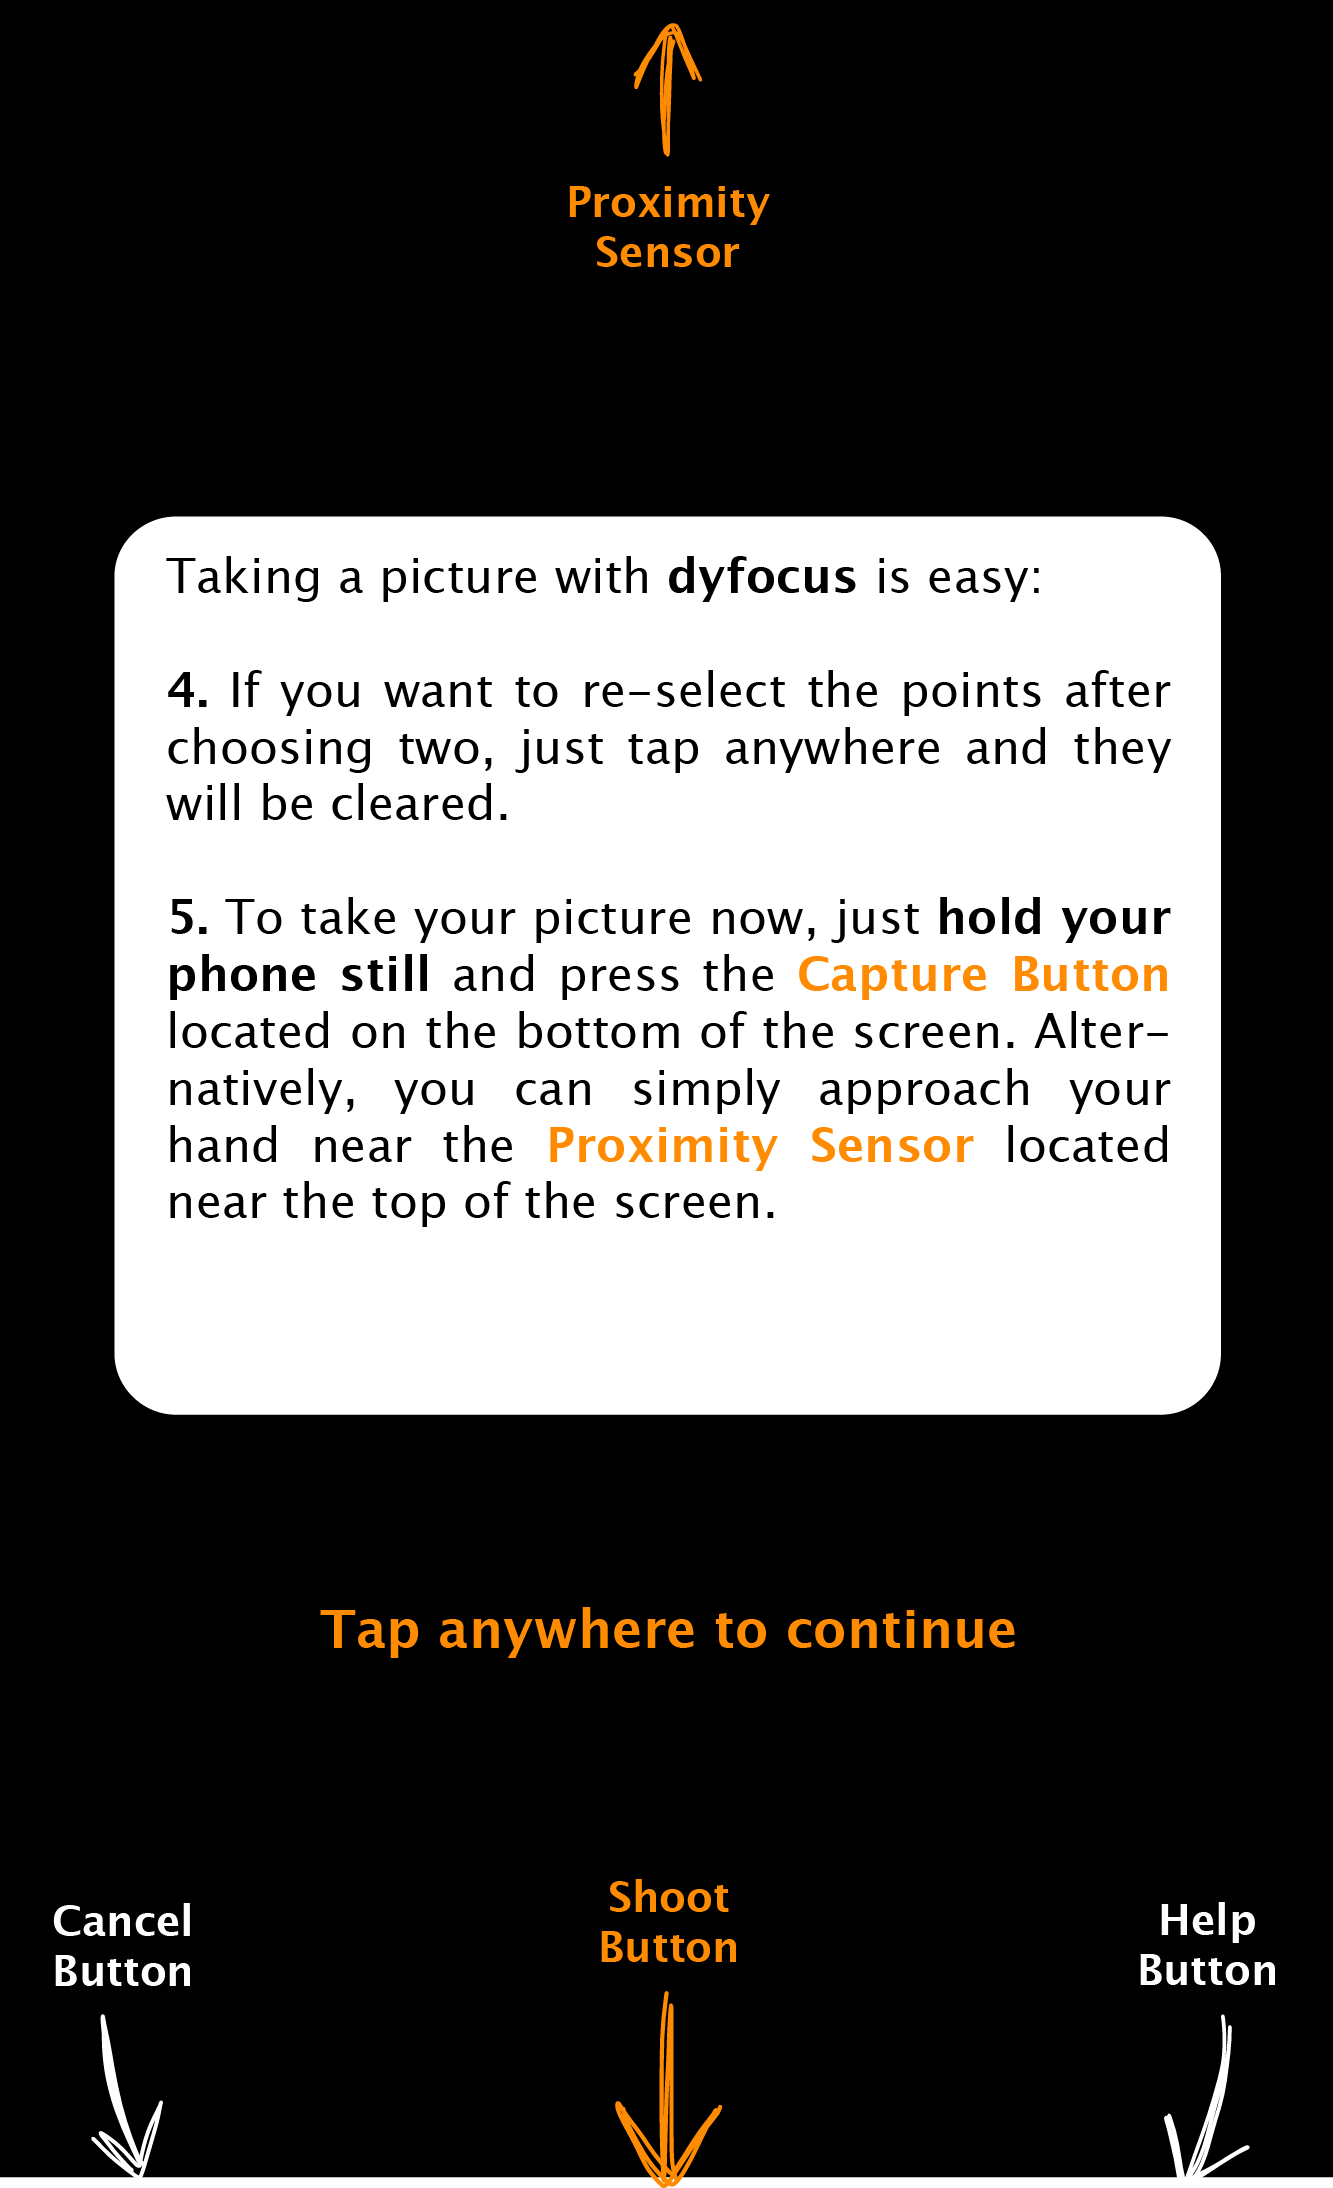 Proximity
Sensor
Taking a picture with dyfocus is easy:
4. If you want to re-select the points after
choosing two, just tap anywhere and they
will be cleared.
5. To take your picture now, just hold your
phone still and press the Capture Button
located on the bottom of the screen. Alter-
natively, you can simply approach your
hand near the Proximity Sensor located
near the top of the screen.
Tap anywhere to continue
Cancel
Button
Shoot
Button
Help
Button